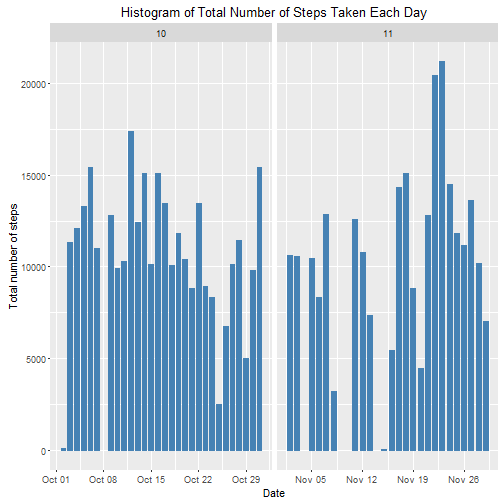 Histogram of Total Number of Steps Taken Each Day
10 11
Total number of steps
20000
15000
10000
5000
0
Oct 01 Oct 08 Oct 15 Oct 22 Oct 29 Nov 05 Nov 12 Nov 19 Nov 26
Date